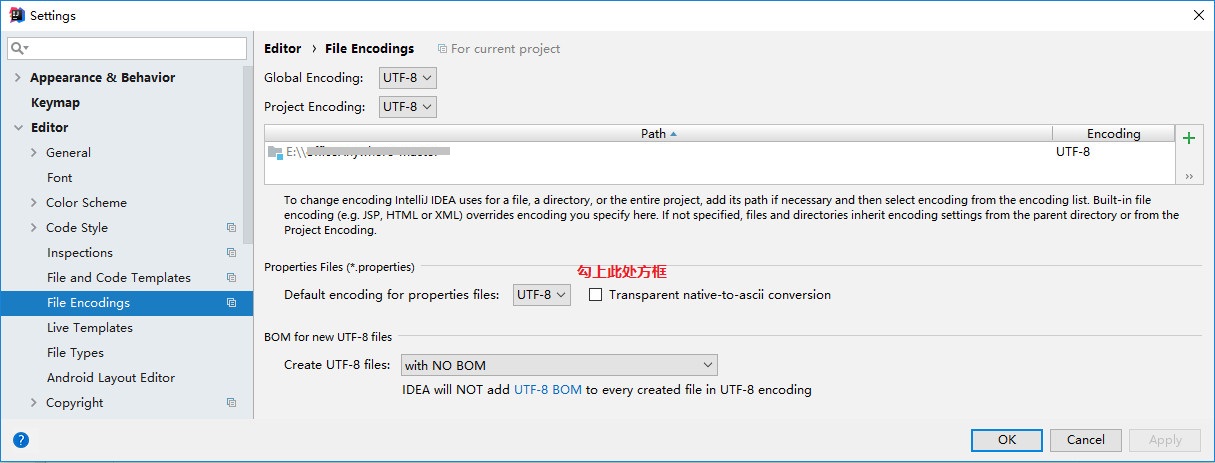 Settings
Editor › File Encodings For current project
Appearance & Behavior
Keymap
Editor
General
Font
Color Scheme
Code Style
Inspections
File and Code Templates
File Encodings
Live Templates
File Types
Android Layout Editor
Copyright
Global Encoding: UTF-8
Project Encoding: UTF-8
Path Encoding
E:\\ UTF-8
To change encoding IntelliJ IDEA uses for a file, a directory, or the entire project, add its path if necessary and then select encoding from the encoding list. Built-in file
encoding (e.g. JSP, HTML or XML) overrides encoding you specify here. If not specified, files and directories inherit encoding settings from the parent directory or from the
Project Encoding.
Properties Files (*.properties)
勾上此处方框
Default encoding for properties files: UTF-8 Transparent native-to-ascii conversion
BOM for new UTF-8 files
Create UTF-8 files: with NO BOM
IDEA will NOT add UTF-8 BOM to every created file in UTF-8 encoding
? OK Cancel Apply